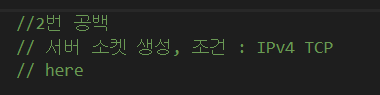 //2번 공백
// 서버 소켓 생성, 조건 : IPv4 TCP
// here